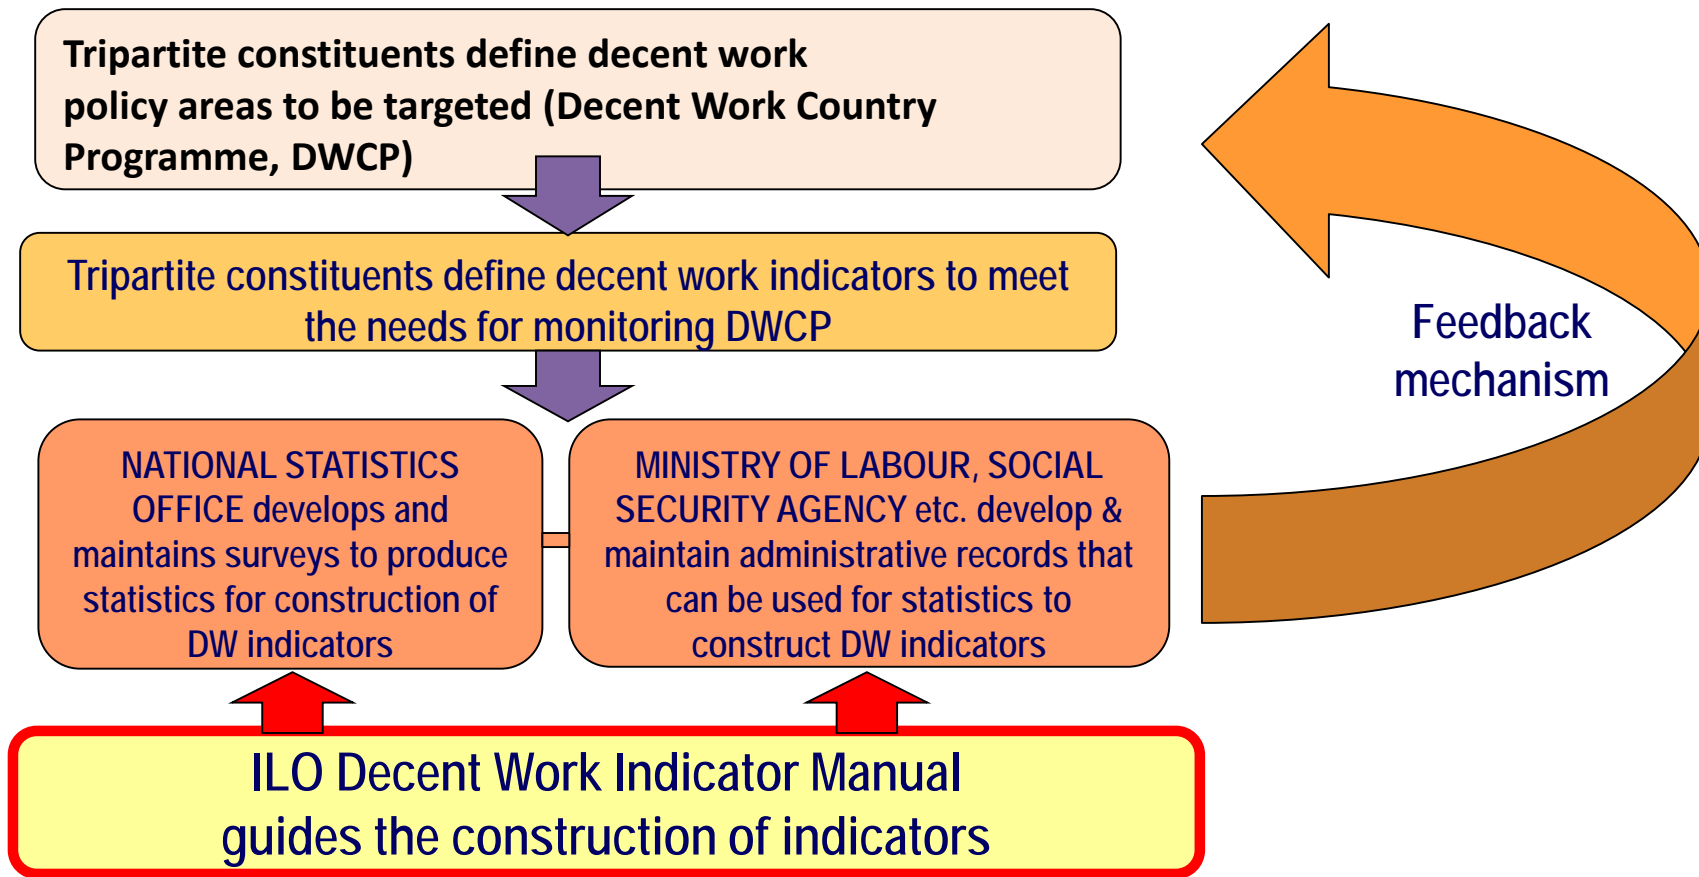 Tripartite constituents define decent work
policy areas to be targeted (Decent Work Country
Programme, DWCP)
Tripartite constituents define decent work indicators to meet
the needs for monitoring DWCP
NATIONAL STATISTICS
OFFICE develops and
maintains surveys to produce
statistics for construction of
DW indicators
MINISTRY OF LABOUR, SOCIAL
SECURITY AGENCY etc. develop &
maintain administrative records that
can be used for statistics to
construct DW indicators
Feedback
mechanism
ILO Decent Work Indicator Manual
guides the construction of indicators